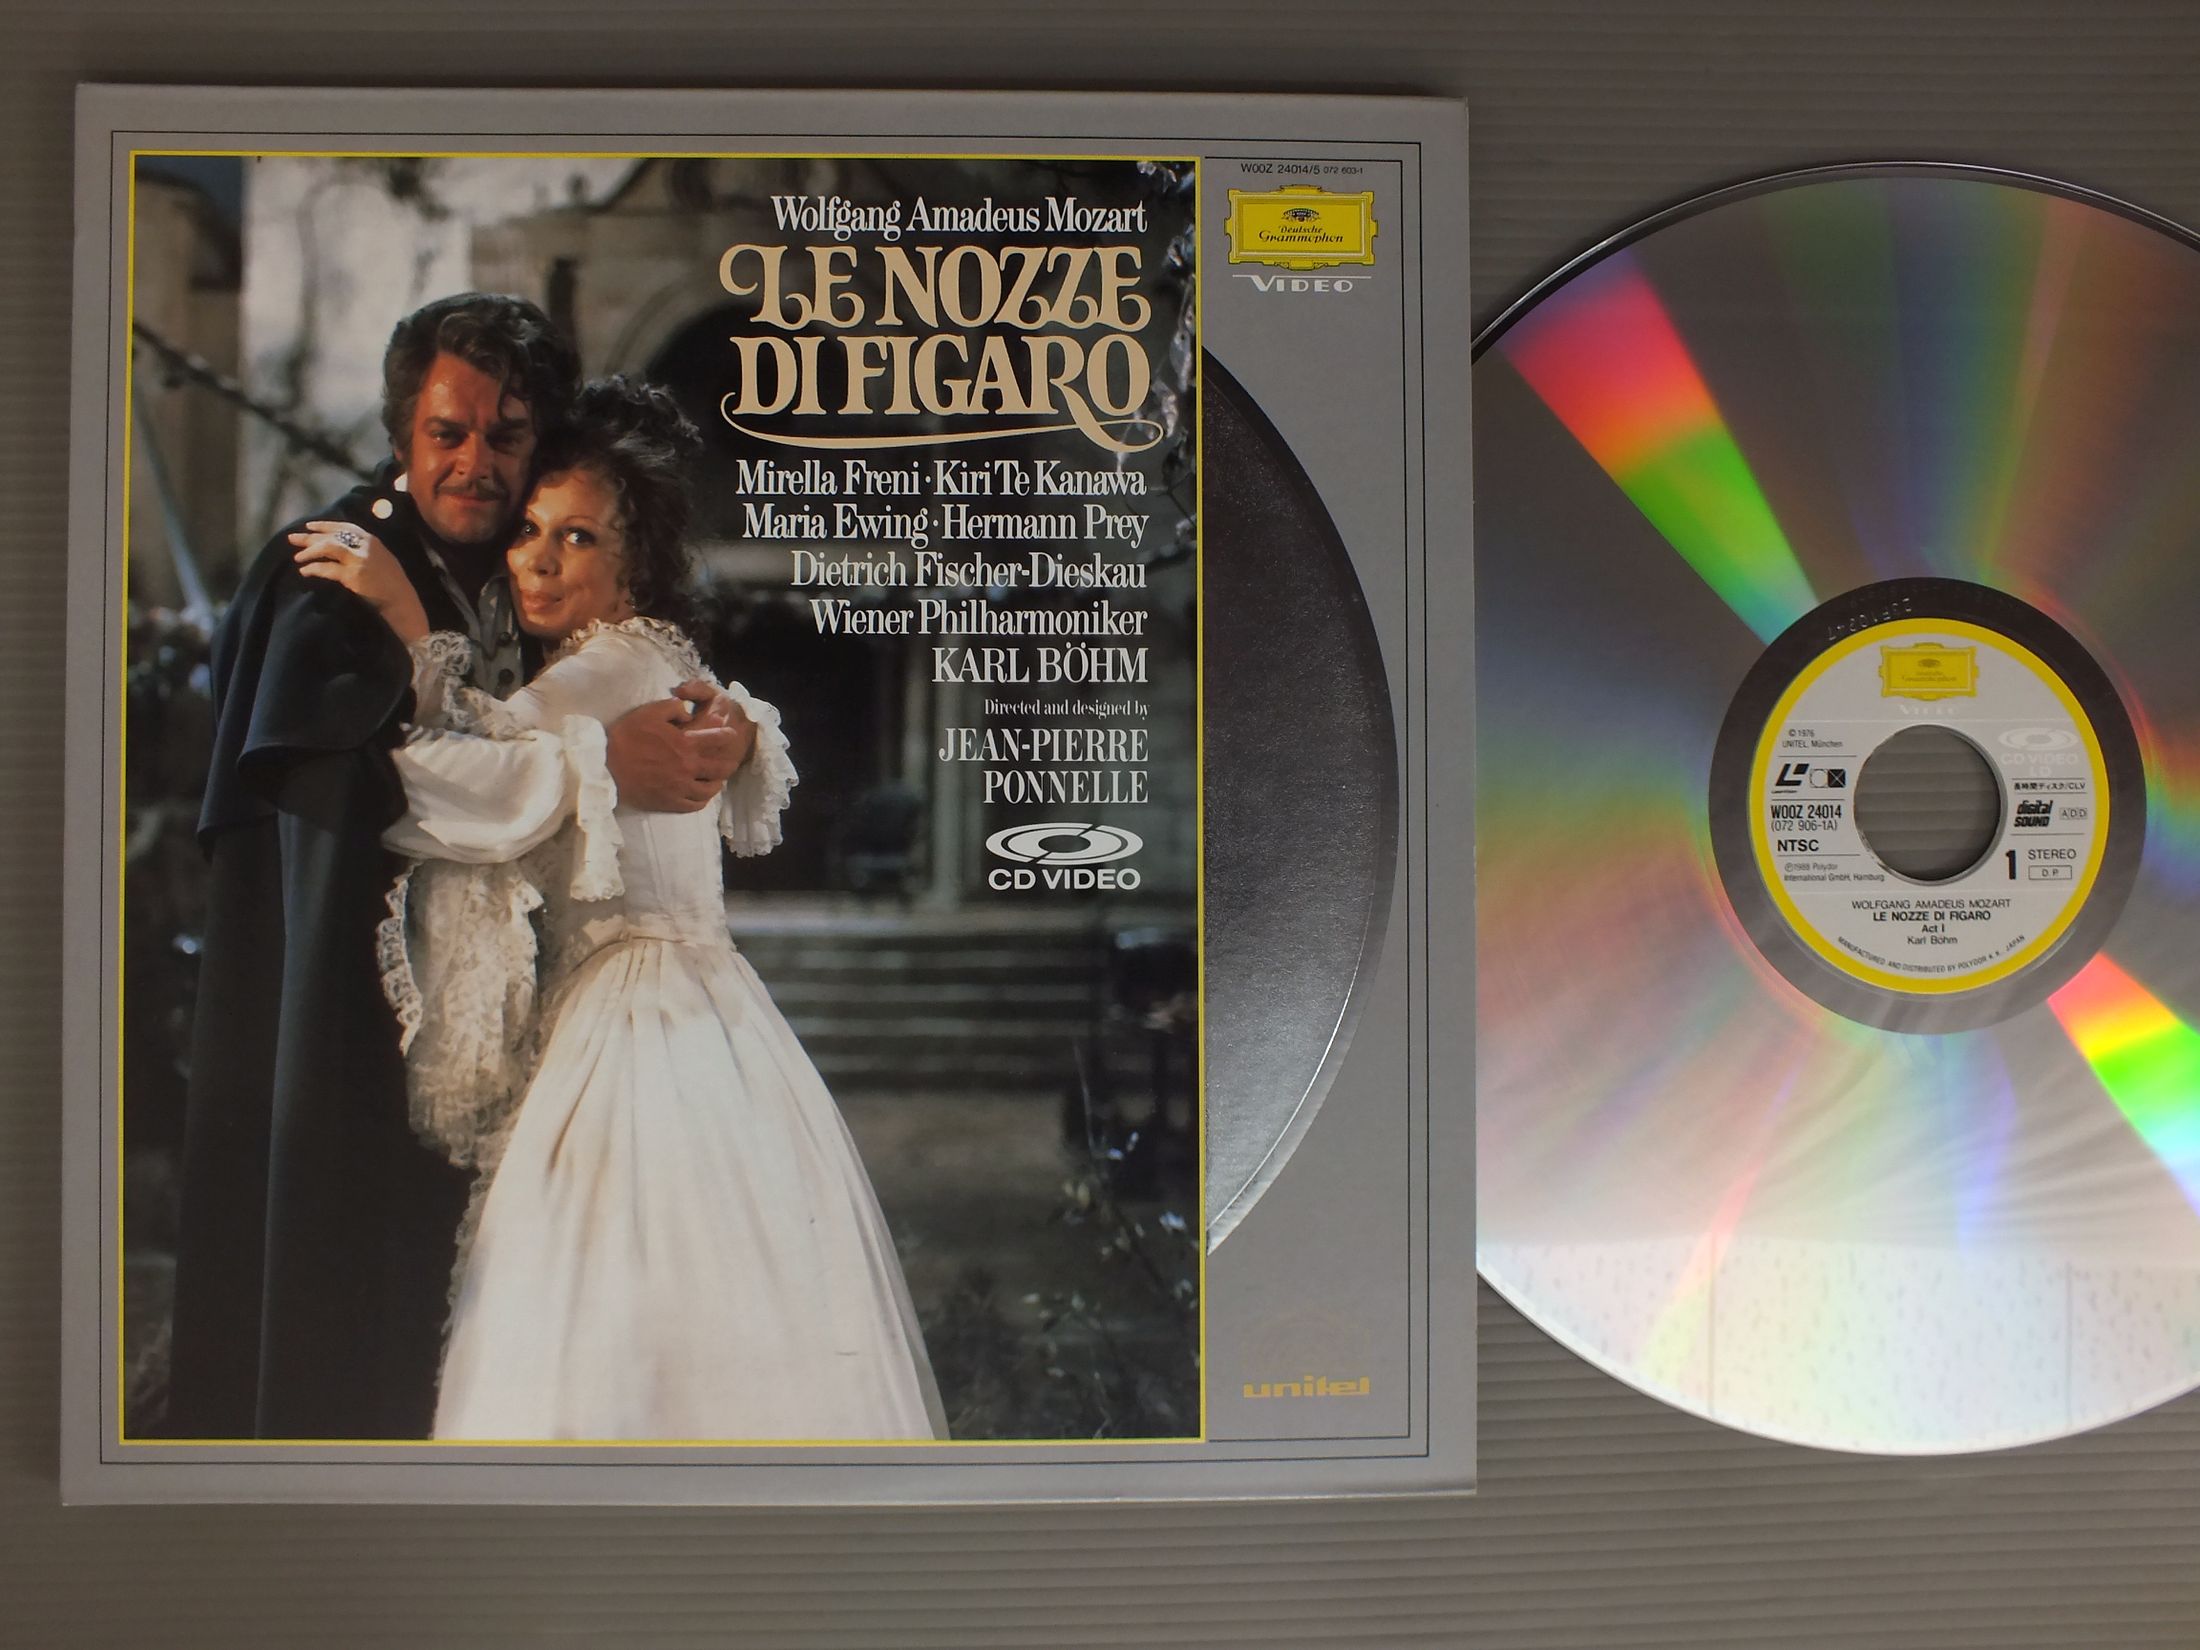 Wolfgang Amadeus Mozart
LE NOZZE
DI FIGARO
Mirella Freni · Kiri Te Kanawa
Maria Ewing · Hermann Prey
Dietrich Fischer-Dieskau
Wiener Philharmoniker
KARL BÖHM
Directed and designed by
JEAN-PIERRE
PONNELLE
CD VIDEO
W00Z 24014/5 072 603-1
Deutsche
Grammophon
VIDEO
unitel
Deutsche
Grammophon
VIDEO
© 1976
UNITEL, München
CD VIDEO
LD
長時間ディスク/CLV
W00Z 24014
(072 906-1A)
digital
SOUND
ADD
NTSC
1 STEREO
D.P.
℗1988 Polydor
International GmbH, Hamburg
WOLFGANG AMADEUS MOZART
LE NOZZE DI FIGARO
Act I
Karl Böhm
MANUFACTURED AND DISTRIBUTED BY POLYDOR K.K., JAPAN